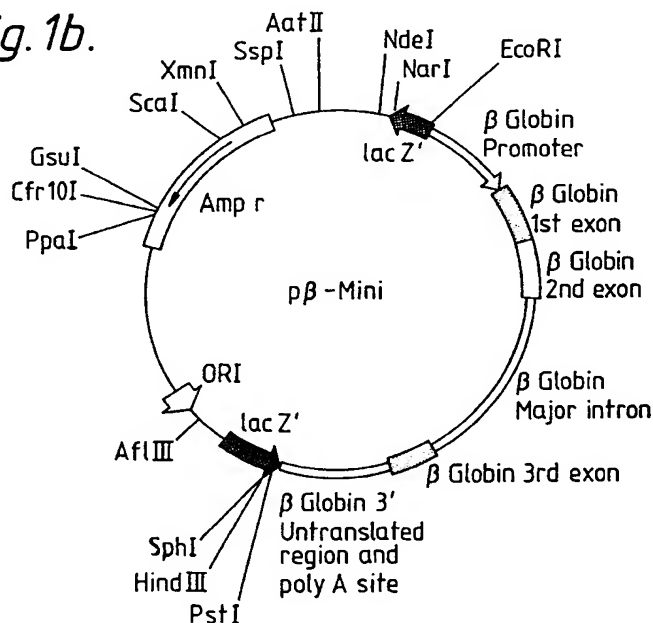 Fig. 1b.
AatII
SspI
XmnI
ScaI
GsuI
Cfr10I
PpaI
Amp r
NdeI
NarI
EcoRI
lac Z'
β Globin
Promoter
β Globin
1st exon
β Globin
2nd exon
pβ-Mini
β Globin
Major intron
β Globin 3rd exon
ORI
lac Z'
AflIII
SphI
HindIII
PstI
β Globin 3'
Untranslated
region and
poly A site